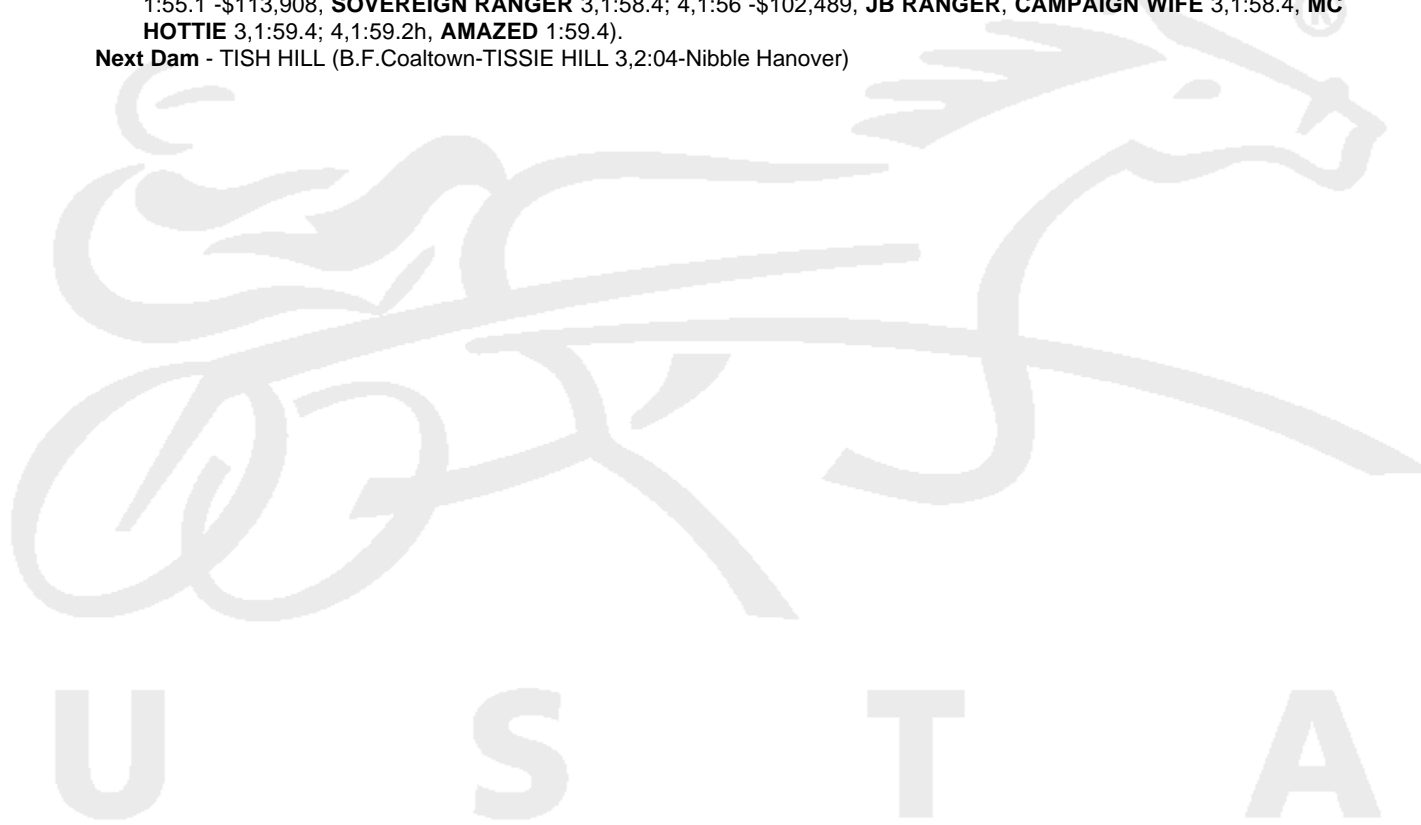 1:55.1 -$113,908, SOVEREIGN RANGER 3,1:58.4; 4,1:56 -$102,489, JB RANGER, CAMPAIGN WIFE 3,1:58.4, MC
HOTTIE 3,1:59.4; 4,1:59.2h, AMAZED 1:59.4).
Next Dam - TISH HILL (B.F.Coaltown-TISSIE HILL 3,2:04-Nibble Hanover)
®
U S T A